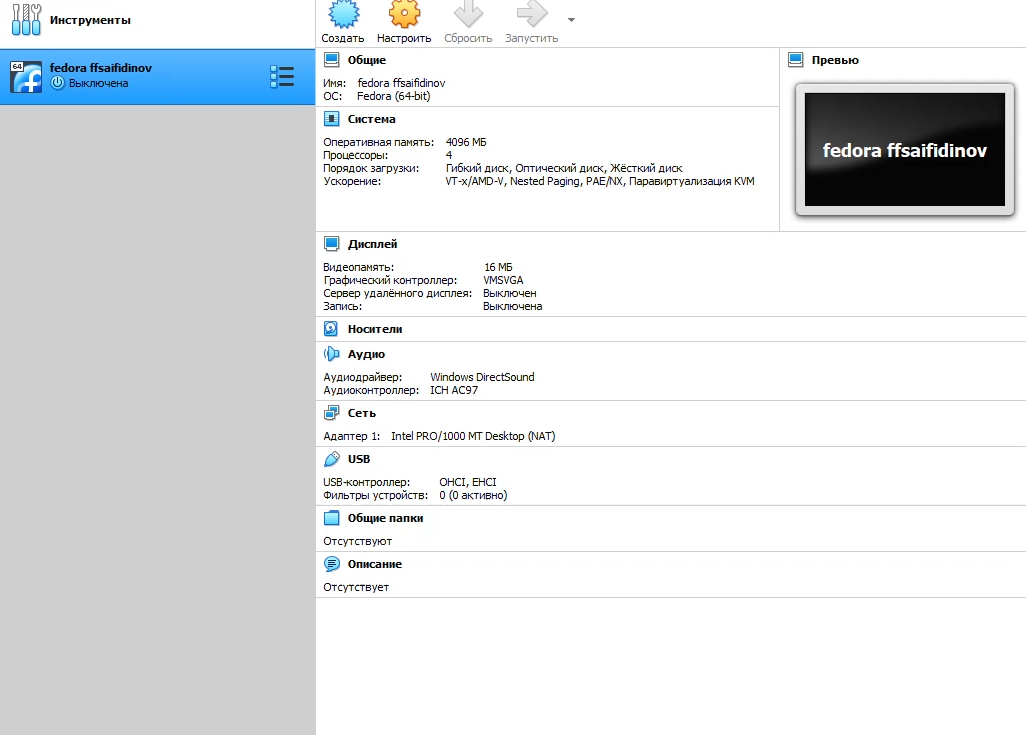 Инструменты
Создать Настроить Сбросить Запустить
64
fedora ffsaifidinov
Выключена
Общие
Имя: fedora ffsaifidinov
ОС: Fedora (64-bit)
Превью
fedora ffsaifidinov
Система
Оперативная память: 4096 МБ
Процессоры: 4
Порядок загрузки: Гибкий диск, Оптический диск, Жёсткий диск
Ускорение: VT-x/AMD-V, Nested Paging, PAE/NX, Паравиртуализация KVM
Дисплей
Видеопамять: 16 МБ
Графический контроллер: VMSVGA
Сервер удалённого дисплея: Выключен
Запись: Выключена
Носители
Аудио
Аудиодрайвер: Windows DirectSound
Аудиоконтроллер: ICH AC97
Сеть
Адаптер 1: Intel PRO/1000 MT Desktop (NAT)
USB
USB-контроллер: OHCI, EHCI
Фильтры устройств: 0 (0 активно)
Общие папки
Отсутствуют
Описание
Отсутствует